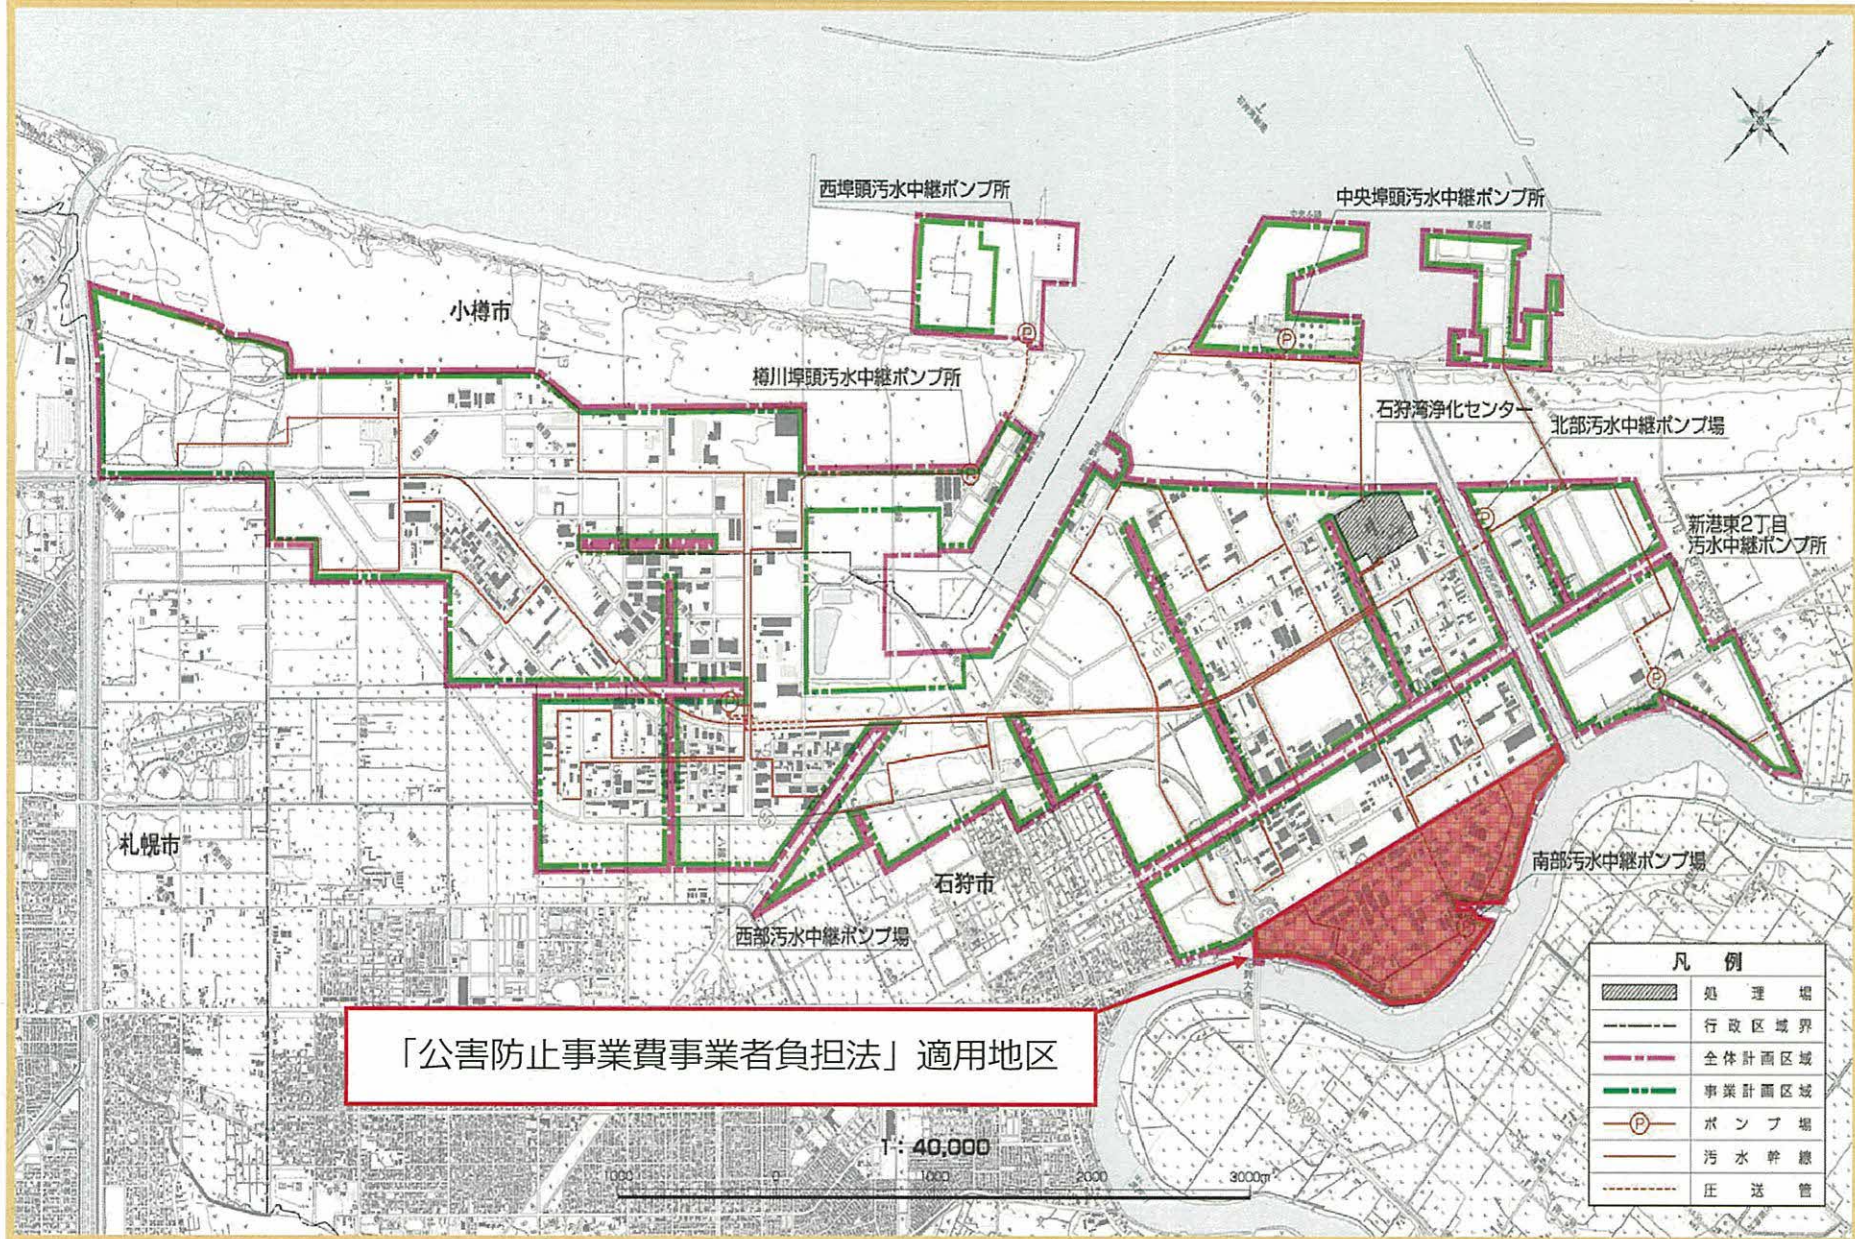 西埠頭汚水中継ポンプ所
中央埠頭汚水中継ポンプ所
小樽市
樽川埠頭汚水中継ポンプ所
石狩湾浄化センター
北部汚水中継ポンプ場
新港東2丁目
汚水中継ポンプ所
札幌市
石狩市
南部汚水中継ポンプ場
西部汚水中継ポンプ場
「公害防止事業費事業者負担法」適用地区
凡例
処理場
行政区域界
全体計画区域
事業計画区域
P ポンプ場
汚水幹線
圧送管
1:40,000
1000 0 1000 2000 3000m